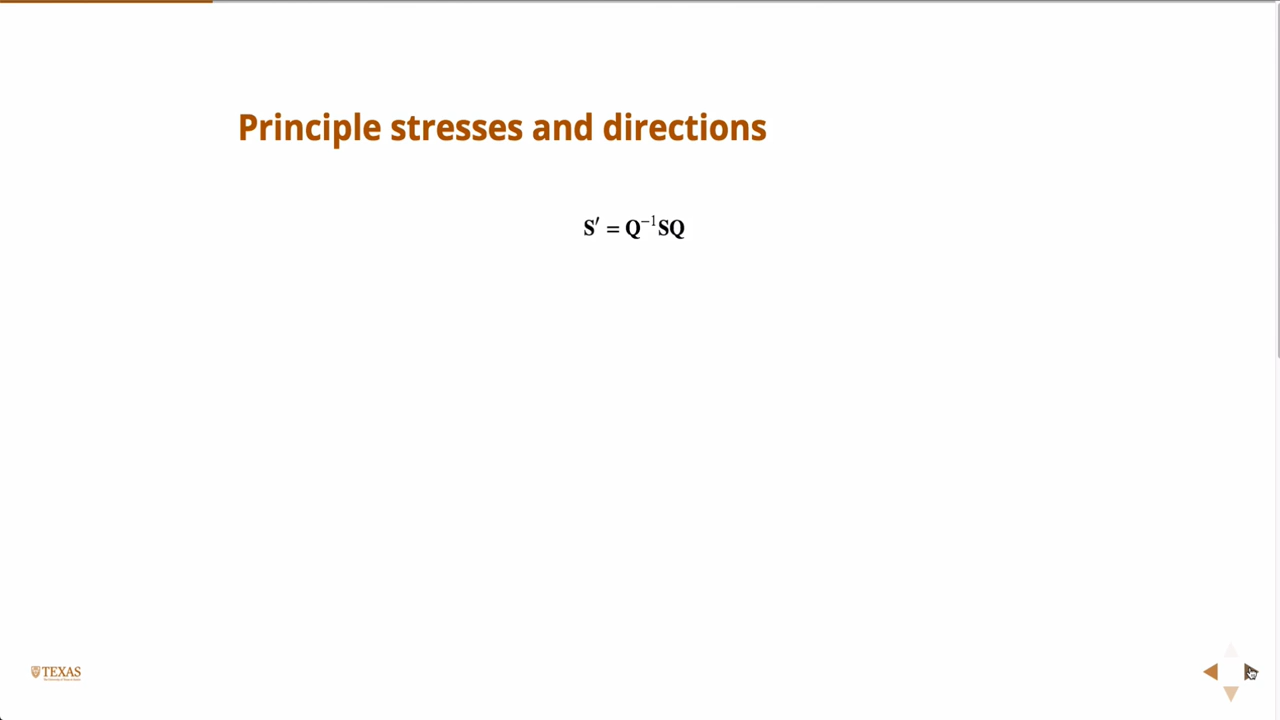 Principle stresses and directions
S′ = Q⁻¹SQ
TEXAS